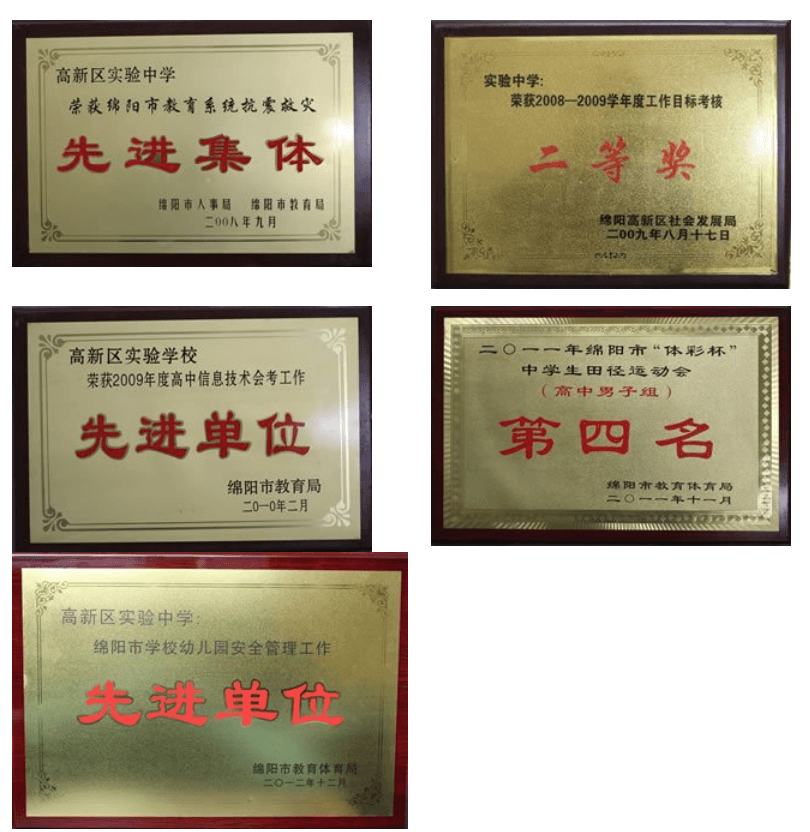 高新区实验中学
荣获绵阳市教育系统抗震救灾
先进集体
绵阳市人事局 绵阳市教育局
二00八年九月
实验中学:
荣获2008—2009学年度工作目标考核
二等奖
绵阳高新区社会发展局
二00九年八月十七日
高新区实验学校
荣获2009年度高中信息技术会考工作
先进单位
绵阳市教育局
二0一0年二月
二〇一一年绵阳市“体彩杯”
中学生田径运动会
(高中男子组)
第四名
绵阳市教育体育局
二〇一一年十一月
高新区实验中学:
绵阳市学校幼儿园安全管理工作
先进单位
绵阳市教育体育局
二〇一二年十二月